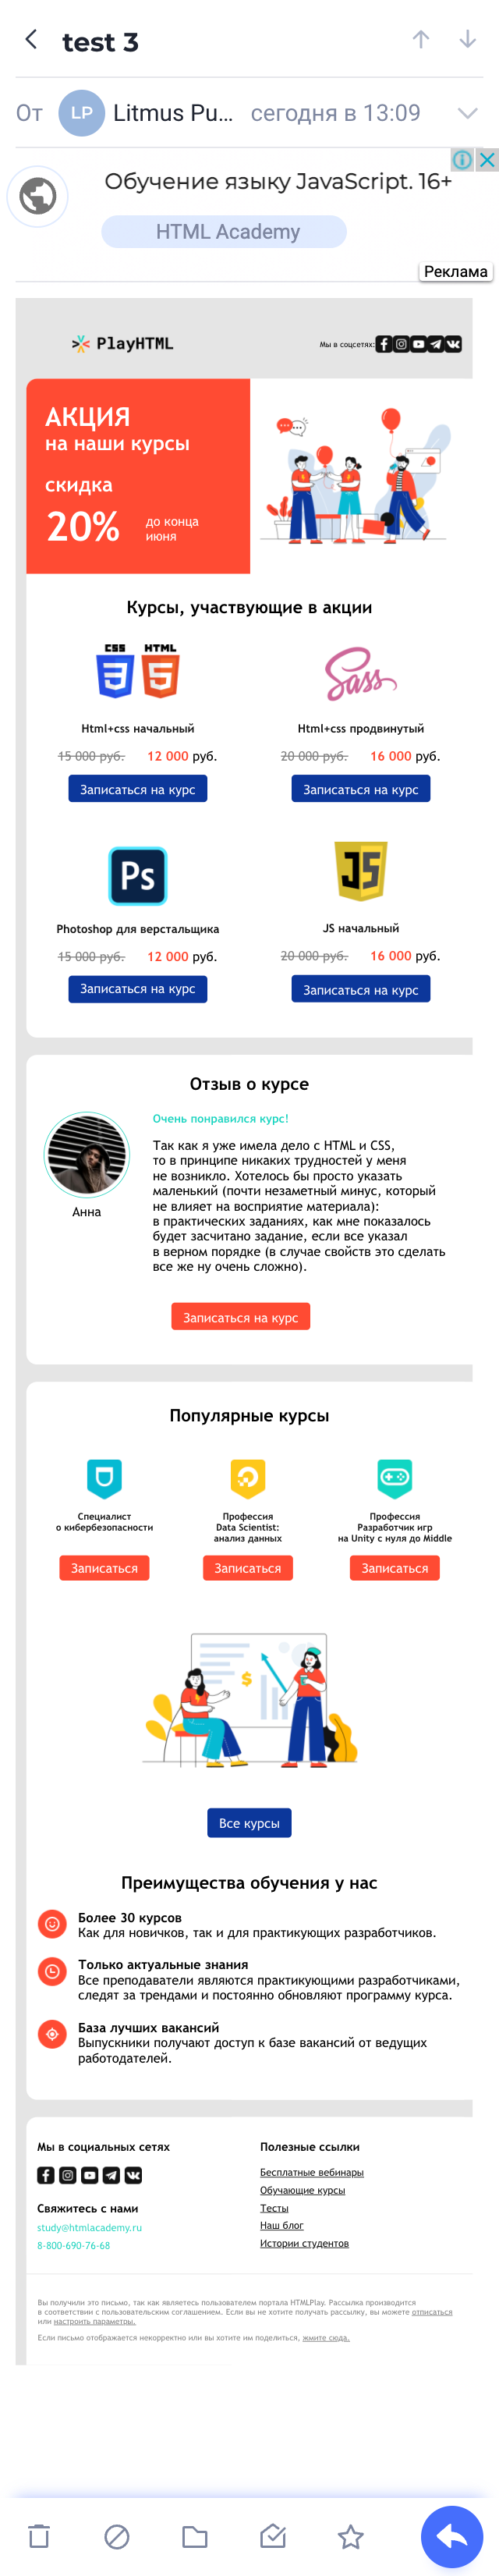 test 3
От LP Litmus Pu... сегодня в 13:09
Обучение языку JavaScript. 16+
HTML Academy
Реклама
PlayHTML
Мы в соцсетях:
АКЦИЯ
на наши курсы
скидка
20% до конца
июня
Курсы, участвующие в акции
CSS HTML
Sass
Html+css начальный
Html+css продвинутый
15 000 руб. 12 000 руб.
20 000 руб. 16 000 руб.
Записаться на курс
Записаться на курс
Ps
JS
Photoshop для верстальщика
JS начальный
15 000 руб. 12 000 руб.
20 000 руб. 16 000 руб.
Записаться на курс
Записаться на курс
Отзыв о курсе
Очень понравился курс!
Так как я уже имела дело с HTML и CSS,
то в принципе никаких трудностей у меня
не возникло. Хотелось бы просто указать
маленький (почти незаметный минус, который
не влияет на восприятие материала):
в практических заданиях, как мне показалось
будет засчитано задание, если все указал
в верном порядке (в случае свойств это сделать
все же ну очень сложно).
Анна
Записаться на курс
Популярные курсы
Специалист
о кибербезопасности
Профессия
Data Scientist:
анализ данных
Профессия
Разработчик игр
на Unity с нуля до Middle
Записаться
Записаться
Записаться
$
Все курсы
Преимущества обучения у нас
Более 30 курсов
Как для новичков, так и для практикующих разработчиков.
Только актуальные знания
Все преподаватели являются практикующими разработчиками,
следят за трендами и постоянно обновляют программу курса.
База лучших вакансий
Выпускники получают доступ к базе вакансий от ведущих
работодателей.
Мы в социальных сетях
Свяжитесь с нами
study@htmlacademy.ru
8-800-690-76-68
Полезные ссылки
Бесплатные вебинары
Обучающие курсы
Тесты
Наш блог
Истории студентов
Вы получили это письмо, так как являетесь пользователем портала HTMLPlay. Рассылка производится
в соответствии с пользовательским соглашением. Если вы не хотите получать рассылку, вы можете отписаться
или настроить параметры.
Если письмо отображается некорректно или вы хотите им поделиться, жмите сюда.